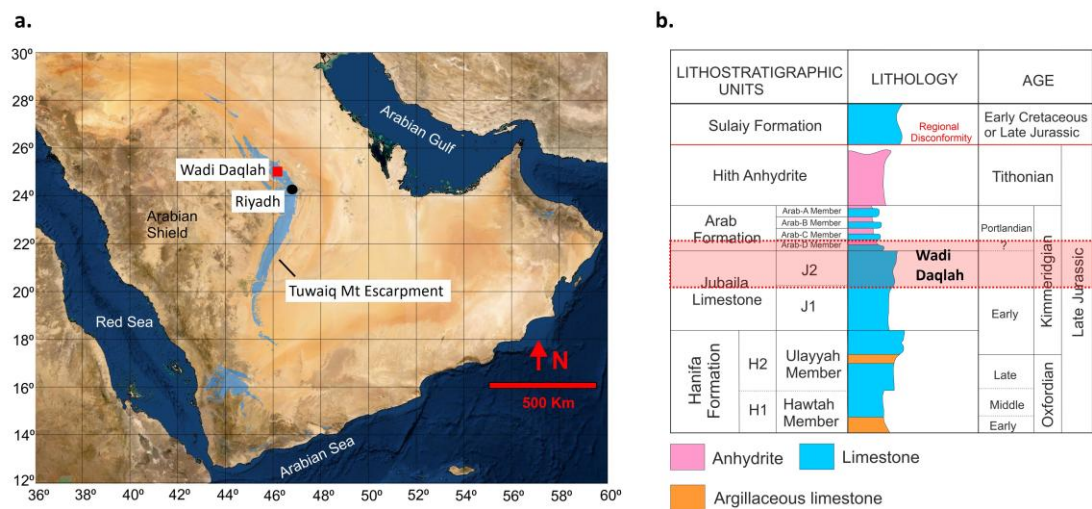 a.
30º
28º
26º
24º
22º
20º
18º
16º
14º
12º
36º 38º 40º 42º 44º 46º 48º 50º 52º 54º 56º 58º 60º
Arabian Gulf
Wadi Daqlah
Riyadh
Arabian
Shield
Tuwaiq Mt Escarpment
Red Sea
N
500 Km
Arabian Sea
b.
LITHOSTRATIGRAPHIC
UNITS
LITHOLOGY
AGE
Sulaiy Formation
Regional
Disconformity
Early Cretaceous
or Late Jurassic
Hith Anhydrite
Tithonian
Arab
Formation
Arab-A Member
Arab-B Member
Arab-C Member
Arab-D Member
Portlandian
?
Jubaila
Limestone
J2
J1
Wadi
Daqlah
Early
Kimmeridgian
Late Jurassic
Hanifa
Formation
H2
Ulayyah
Member
Late
H1
Hawtah
Member
Middle
Early
Oxfordian
Anhydrite
Limestone
Argillaceous limestone